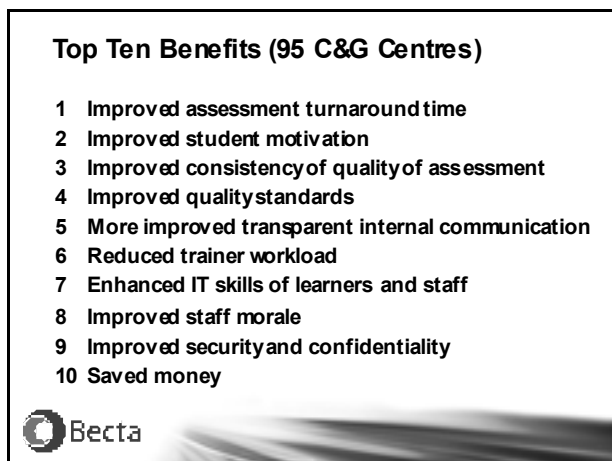 Top Ten Benefits (95 C&G Centres)
1 Improved assessment turnaround time
2 Improved student motivation
3 Improved consistency of quality of assessment
4 Improved quality standards
5 More improved transparent internal communication
6 Reduced trainer workload
7 Enhanced IT skills of learners and staff
8 Improved staff morale
9 Improved security and confidentiality
10 Saved money
Becta